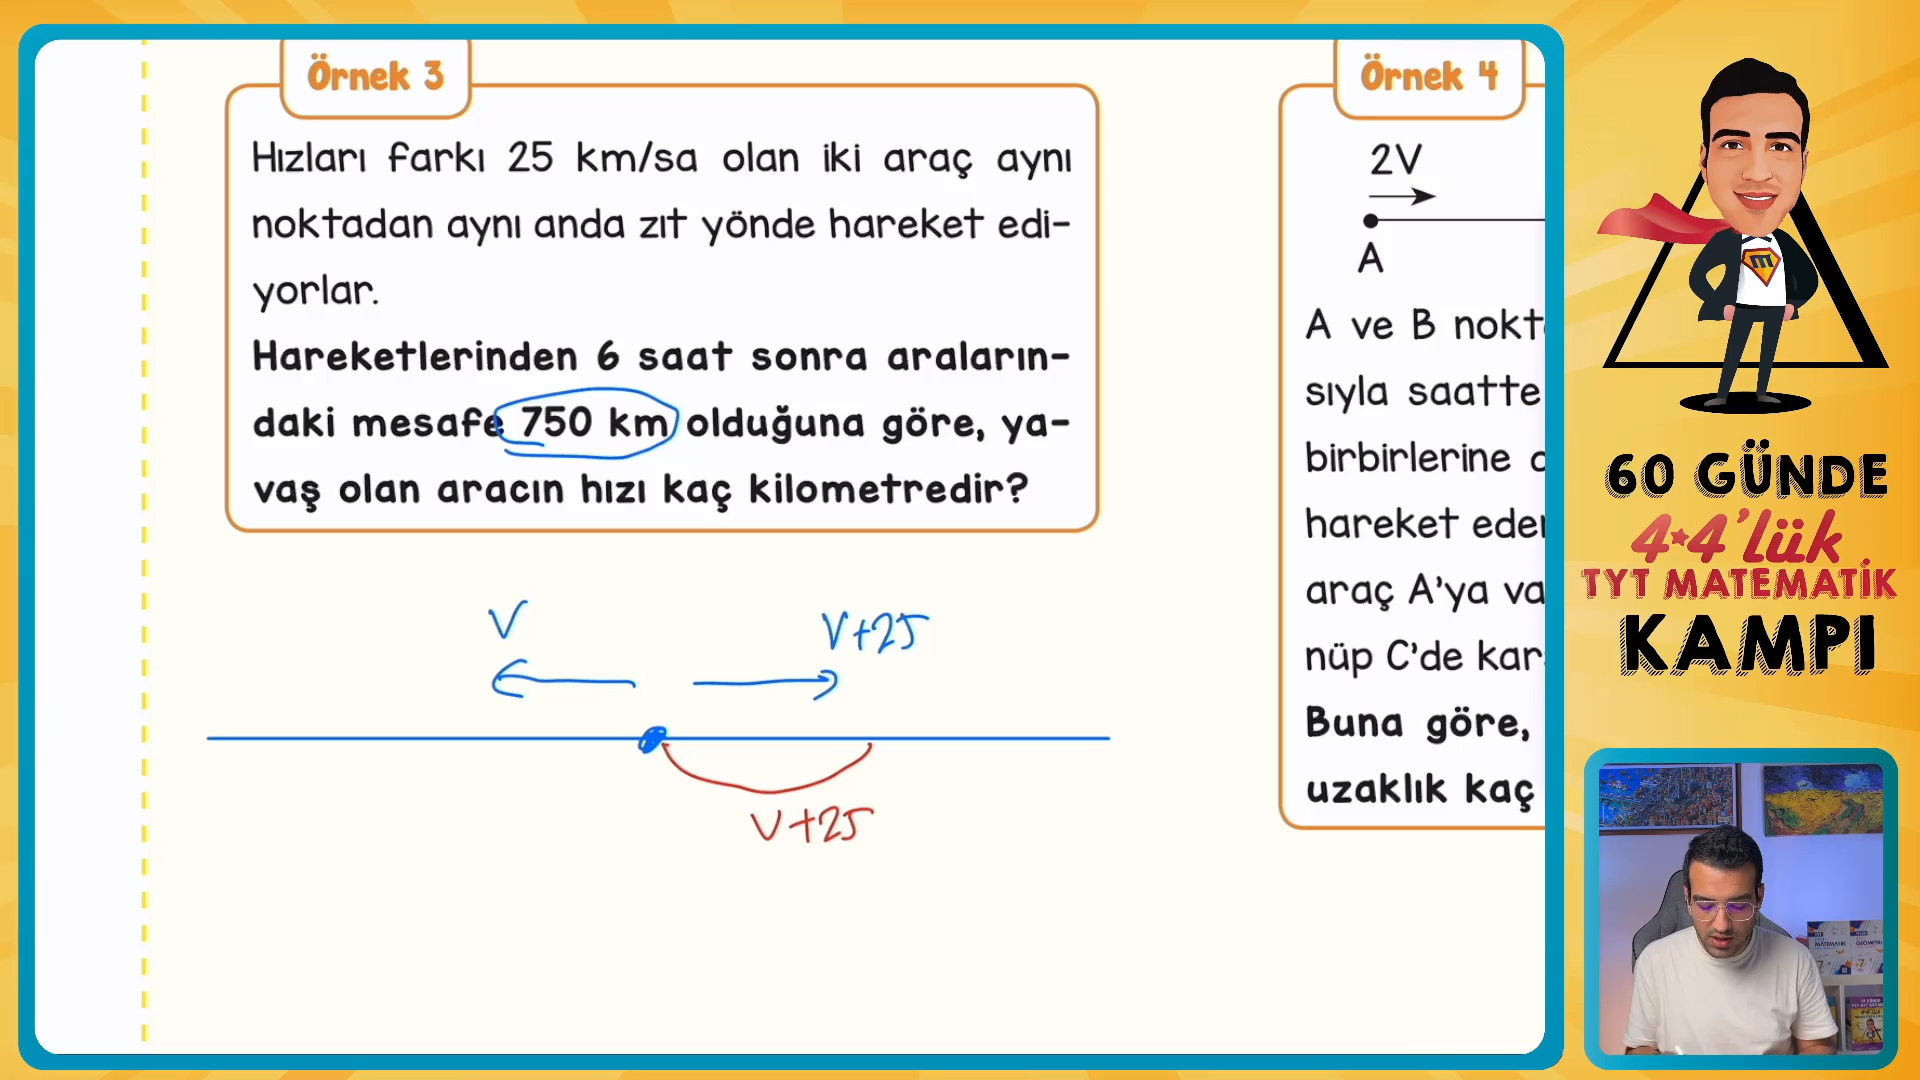 Örnek 3
Hızları farkı 25 km/sa olan iki araç aynı
noktadan aynı anda zıt yönde hareket edi-
yorlar.
Hareketlerinden 6 saat sonra araların-
daki mesafe 750 km olduğuna göre, ya-
vaş olan aracın hızı kaç kilometredir?
V
V+25
V+25
Örnek 4
2V
A
A ve B nokt
sıyla saatte
birbirlerine
hareket eder
araç A'ya va
nüp C'de kar
Buna göre,
uzaklık kaç
60 GÜNDE
4★4'lük
TYT MATEMATİK
KAMPI
MATEMATİK